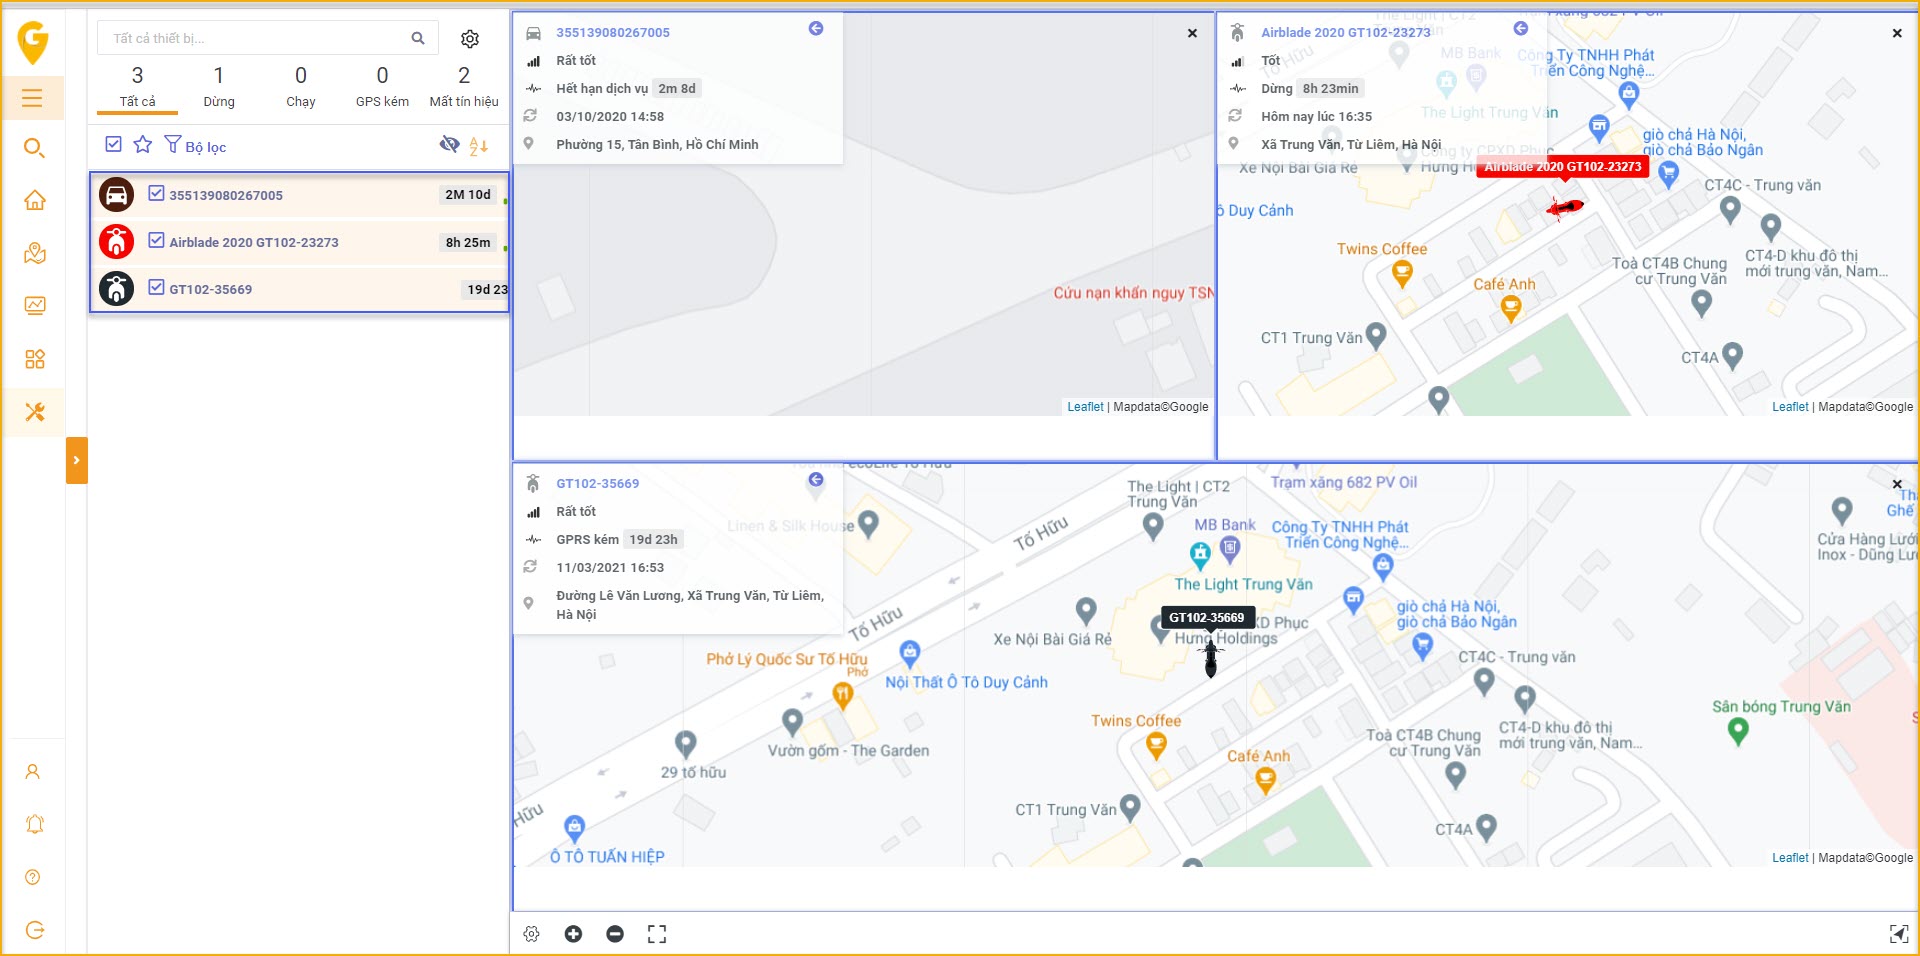 G
Tất cả thiết bị...
3
Tất cả
1
Dừng
0
Chạy
0
GPS kém
2
Mất tín hiệu
Bộ lọc
355139080267005
2M 10d
Airblade 2020 GT102-23273
8h 25m
GT102-35669
19d 23
355139080267005
Rất tốt
Hết hạn dịch vụ 2m 8d
03/10/2020 14:58
Phường 15, Tân Bình, Hồ Chí Minh
Cứu nạn khẩn nguy TSN
Leaflet | Mapdata©Google
Airblade 2020 GT102-23273
Tốt
Dừng 8h 23min
Hôm nay lúc 16:35
Xã Trung Văn, Từ Liêm, Hà Nội
The Light | CT2
MB Bank
Công Ty TNHH Phát
Triển Công Nghệ...
The Light Trung Văn
giò chả Hà Nội,
giò chả Bảo Ngân
Airblade 2020 GT102-23273
Xe Nội Bài Giá Rẻ
CT4C - Trung văn
Ô Duy Cảnh
Twins Coffee
Toà CT4B Chung
cư Trung Văn
CT4-D khu đô thị
mới trung văn, Nam...
Café Anh
CT1 Trung Văn
CT4A
Leaflet | Mapdata©Google
GT102-35669
Rất tốt
GPRS kém 19d 23h
11/03/2021 16:53
Đường Lê Văn Lương, Xã Trung Văn, Từ Liêm,
Hà Nội
Linen & Silk House
Tố Hữu
The Light | CT2
Trung Văn
Trạm xăng 682 PV Oil
MB Bank
Công Ty TNHH Phát
Triển Công Nghệ...
Cửa Hàng Lưới
Inox - Dũng Lư
The Light Trung Văn
giò chả Hà Nội,
giò chả Bảo Ngân
GT102-35669
XD Phục
Hưng Holdings
Xe Nội Bài Giá Rẻ
Tố Hữu
Phở Lý Quốc Sư Tố Hữu
Phở
Nội Thất Ô Tô Duy Cảnh
CT4C - Trung văn
Sân bóng Trung Văn
Twins Coffee
CT4-D khu đô thị
mới trung văn, Nam...
Toà CT4B Chung
cư Trung Văn
Vườn gốm - The Garden
Café Anh
29 tố hữu
CT1 Trung Văn
Hữu
CT4A
Ô TÔ TUẤN HIỆP
Leaflet | Mapdata©Google